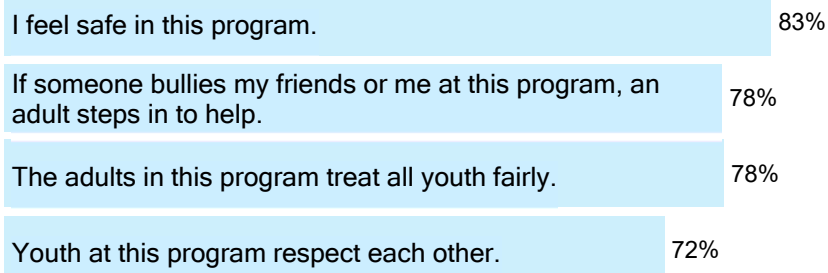 I feel safe in this program.
83%
If someone bullies my friends or me at this program, an
adult steps in to help.
78%
The adults in this program treat all youth fairly.
78%
Youth at this program respect each other.
72%